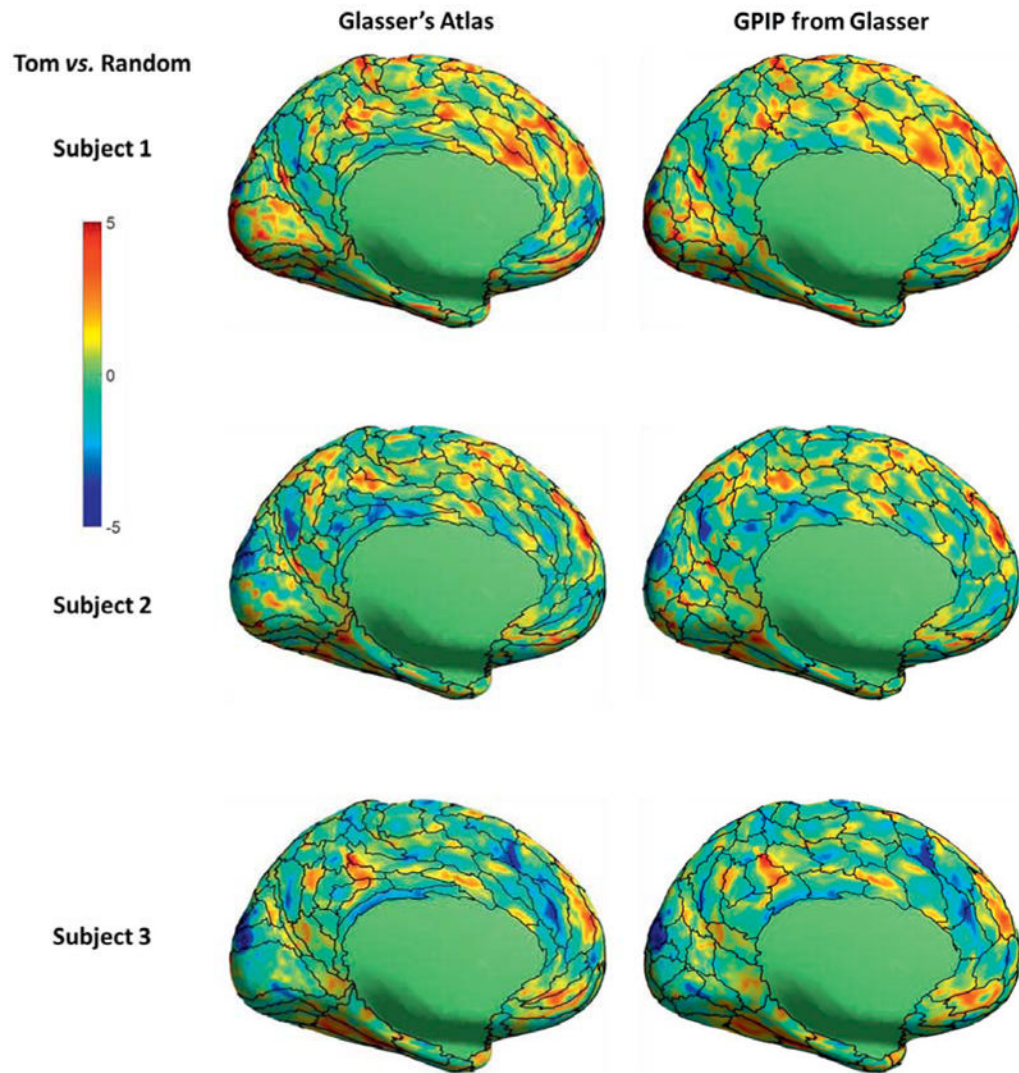 Glasser's Atlas
GPIP from Glasser
Tom vs. Random
Subject 1
5
0
-5
Subject 2
Subject 3